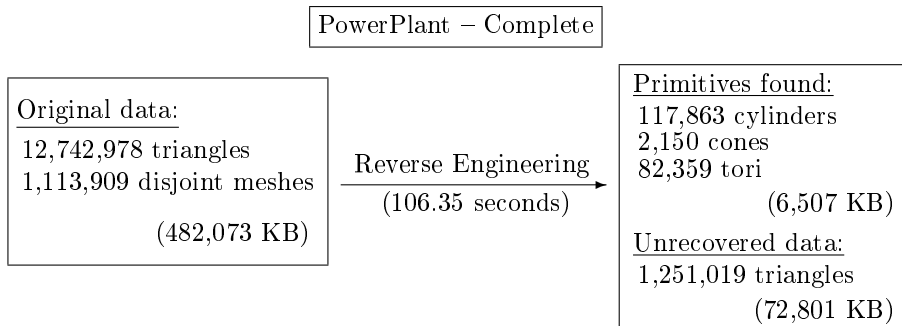 PowerPlant – Complete
Original data:
12,742,978 triangles
1,113,909 disjoint meshes
(482,073 KB)
Reverse Engineering
(106.35 seconds)
Primitives found:
117,863 cylinders
2,150 cones
82,359 tori
(6,507 KB)
Unrecovered data:
1,251,019 triangles
(72,801 KB)